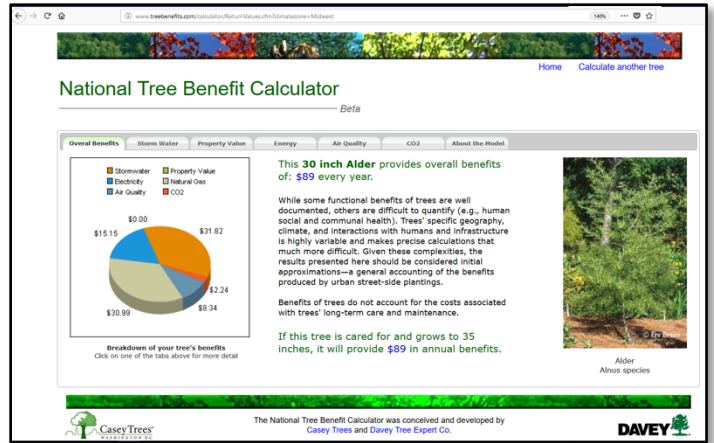 www.treebenefits.com/calculator/ReturnValues.cfm?climatezone=Midwest
140%
Home Calculate another tree
National Tree Benefit Calculator
Beta
Overal Benefits Storm Water Property Value Energy Air Quality CO2 About the Model
Stormwater Property Value
Electricity Natural Gas
Air Quality CO2
$0.00
$15.15
$31.82
$2.24
$8.34
$30.99
Breakdown of your tree's benefits
Click on one of the tabs above for more detail
This 30 inch Alder provides overall benefits
of: $89 every year.
While some functional benefits of trees are well
documented, others are difficult to quantify (e.g., human
social and communal health). Trees' specific geography,
climate, and interactions with humans and infrastructure
is highly variable and makes precise calculations that
much more difficult. Given these complexities, the
results presented here should be considered initial
approximations—a general accounting of the benefits
produced by urban street-side plantings.
Benefits of trees do not account for the costs associated
with trees' long-term care and maintenance.
If this tree is cared for and grows to 35
inches, it will provide $89 in annual benefits.
Alder
Alnus species
CaseyTrees
WASHINGTON DC
The National Tree Benefit Calculator was conceived and developed by
Casey Trees and Davey Tree Expert Co.
DAVEY